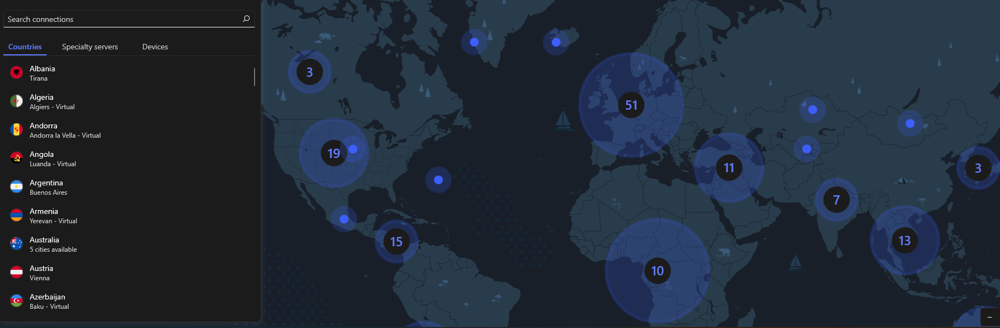 Search connections
Countries
Specialty servers
Devices
Albania
Tirana
Algeria
Algiers - Virtual
Andorra
Andorra la Vella - Virtual
Angola
Luanda - Virtual
Argentina
Buenos Aires
Armenia
Yerevan - Virtual
Australia
5 cities available
Austria
Vienna
Azerbaijan
Baku - Virtual
3
51
19
11
3
7
15
13
10